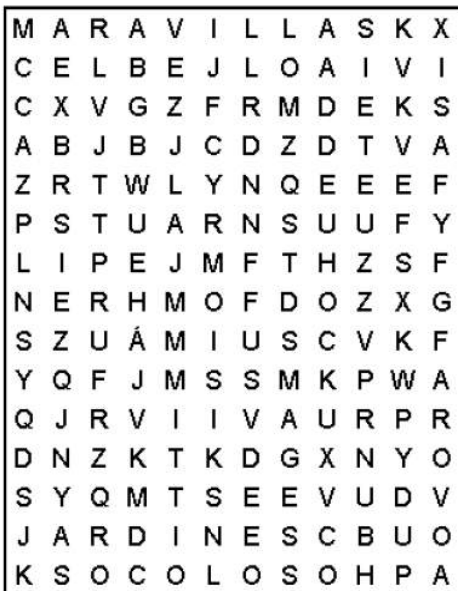 M A R A V I L L A S K X
C E L B E J L O A I V I
C X V G Z F R M D E K S
A B J B J C D Z D T V A
Z R T W L Y N Q E E E F
P S T U A R N S U U F Y
L I P E J M F T H Z S F
N E R H M O F D O Z X G
S Z U Á M I U S C V K F
Y Q F J M S S M K P W A
Q J R V I I V A U R P R
D N Z K T K D G X N Y O
S Y Q M T S E E V U D V
J A R D I N E S C B U O
K S O C O L O S O H P A